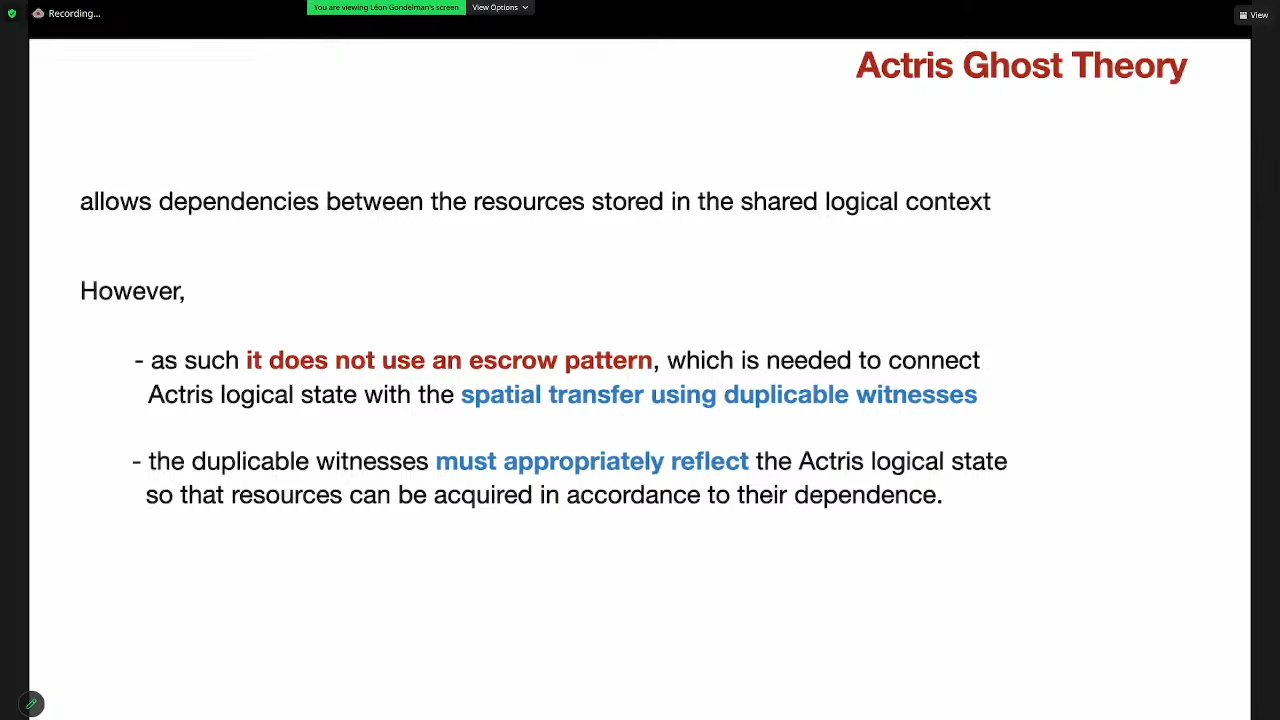 Recording...
You are viewing Léon Gondelman's screen
View Options
View
Actris Ghost Theory
allows dependencies between the resources stored in the shared logical context
However,
- as such it does not use an escrow pattern, which is needed to connect
Actris logical state with the spatial transfer using duplicable witnesses
- the duplicable witnesses must appropriately reflect the Actris logical state
so that resources can be acquired in accordance to their dependence.